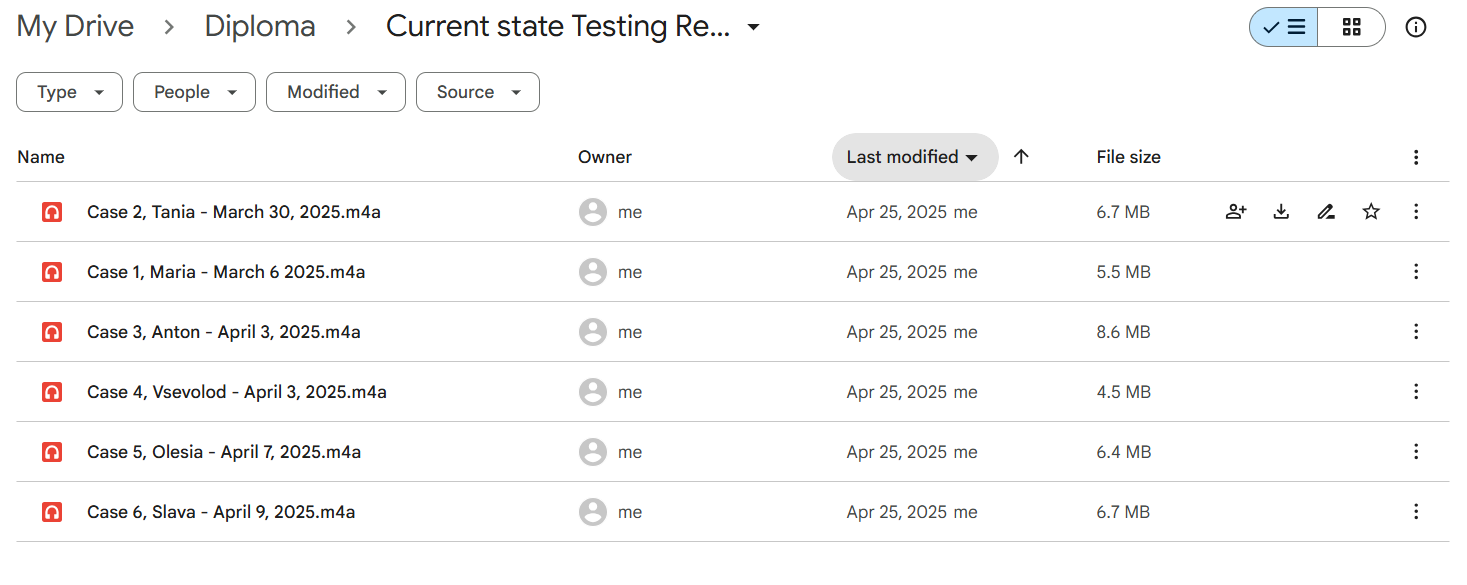 My Drive > Diploma > Current state Testing Re...
Type People Modified Source
Name Owner Last modified File size
Case 2, Tania - March 30, 2025.m4a me Apr 25, 2025 me 6.7 MB
Case 1, Maria - March 6 2025.m4a me Apr 25, 2025 me 5.5 MB
Case 3, Anton - April 3, 2025.m4a me Apr 25, 2025 me 8.6 MB
Case 4, Vsevolod - April 3, 2025.m4a me Apr 25, 2025 me 4.5 MB
Case 5, Olesia - April 7, 2025.m4a me Apr 25, 2025 me 6.4 MB
Case 6, Slava - April 9, 2025.m4a me Apr 25, 2025 me 6.7 MB